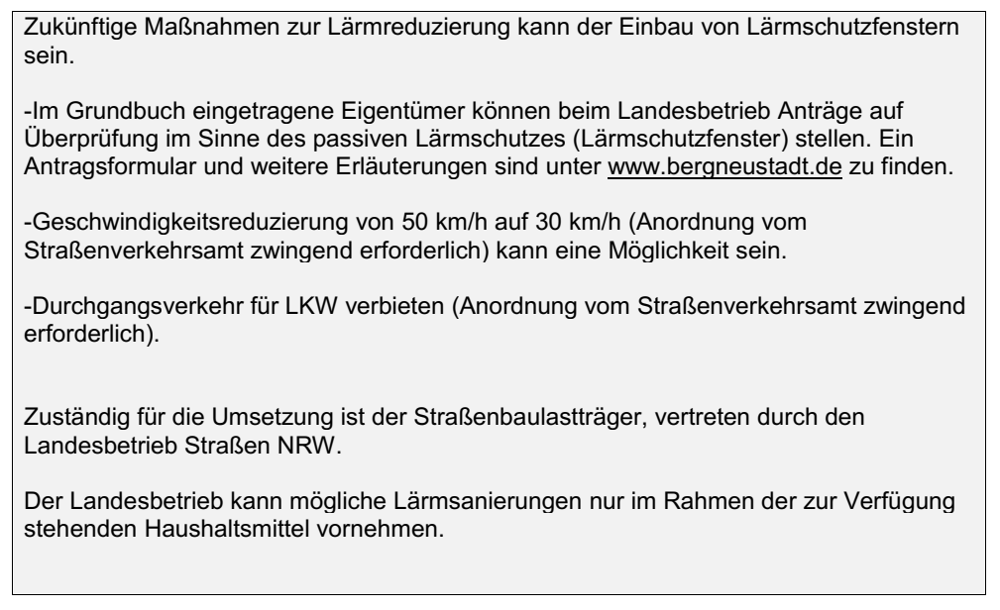 Zukünftige Maßnahmen zur Lärmreduzierung kann der Einbau von Lärmschutzfenstern
sein.
-Im Grundbuch eingetragene Eigentümer können beim Landesbetrieb Anträge auf
Überprüfung im Sinne des passiven Lärmschutzes (Lärmschutzfenster) stellen. Ein
Antragsformular und weitere Erläuterungen sind unter www.bergneustadt.de zu finden.
-Geschwindigkeitsreduzierung von 50 km/h auf 30 km/h (Anordnung vom
Straßenverkehrsamt zwingend erforderlich) kann eine Möglichkeit sein.
-Durchgangsverkehr für LKW verbieten (Anordnung vom Straßenverkehrsamt zwingend
erforderlich).
Zuständig für die Umsetzung ist der Straßenbaulastträger, vertreten durch den
Landesbetrieb Straßen NRW.
Der Landesbetrieb kann mögliche Lärmsanierungen nur im Rahmen der zur Verfügung
stehenden Haushaltsmittel vornehmen.